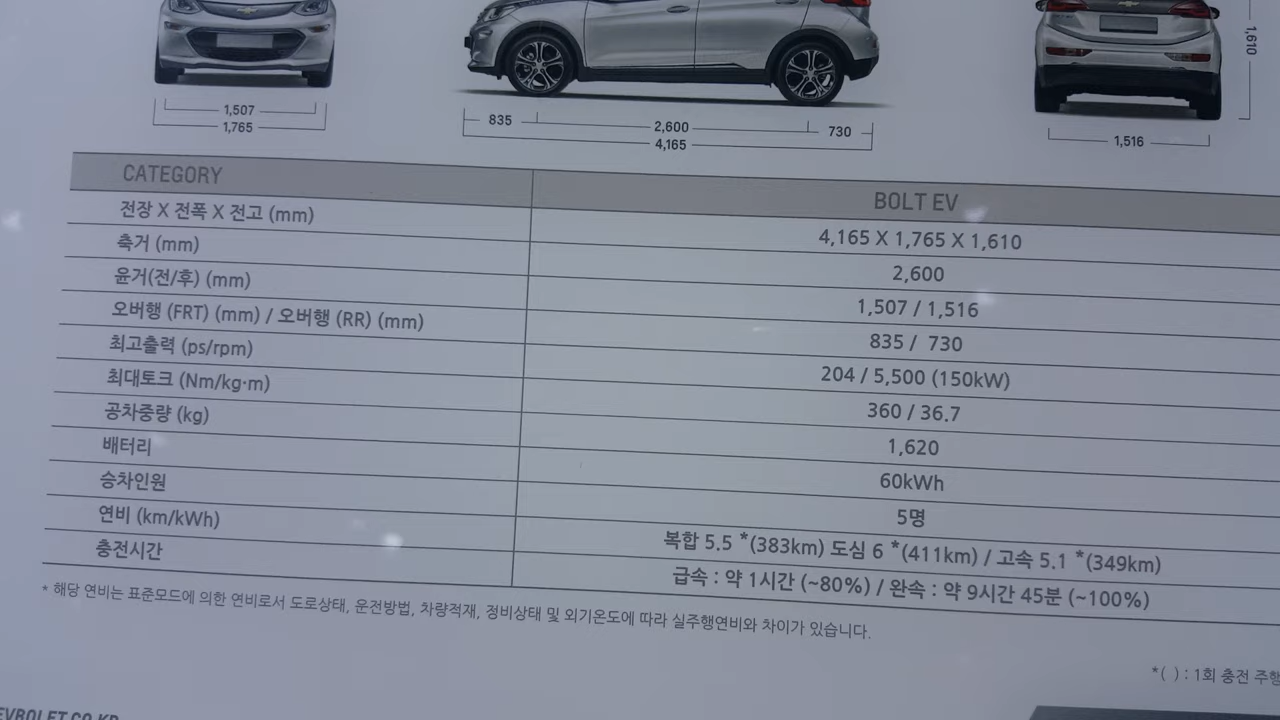 1,610
1,507
1,765
835 2,600 730
4,165
1,516
CATEGORY BOLT EV
전장 X 전폭 X 전고 (mm) 4,165 X 1,765 X 1,610
축거 (mm) 2,600
윤거(전/후) (mm) 1,507 / 1,516
오버행 (FRT) (mm) / 오버행 (RR) (mm) 835 / 730
최고출력 (ps/rpm) 204 / 5,500 (150kW)
최대토크 (Nm/kg·m) 360 / 36.7
공차중량 (kg) 1,620
배터리 60kWh
승차인원 5명
연비 (km/kWh) 복합 5.5 *(383km) 도심 6 *(411km) / 고속 5.1 *(349km)
충전시간 급속 : 약 1시간 (~80%) / 완속 : 약 9시간 45분 (~100%)
* 해당 연비는 표준모드에 의한 연비로서 도로상태, 운전방법, 차량적재, 정비상태 및 외기온도에 따라 실주행연비와 차이가 있습니다.
*( ) : 1회 충전 주행